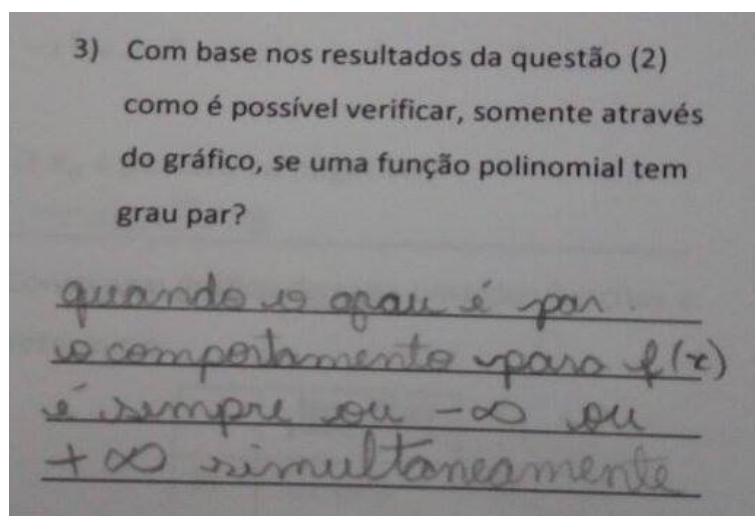 3) Com base nos resultados da questão (2)
como é possível verificar, somente através
do gráfico, se uma função polinomial tem
grau par?
quando o grau é par.
o comportamento para f(x)
é sempre ou -∞ ou
+∞ simultaneamente